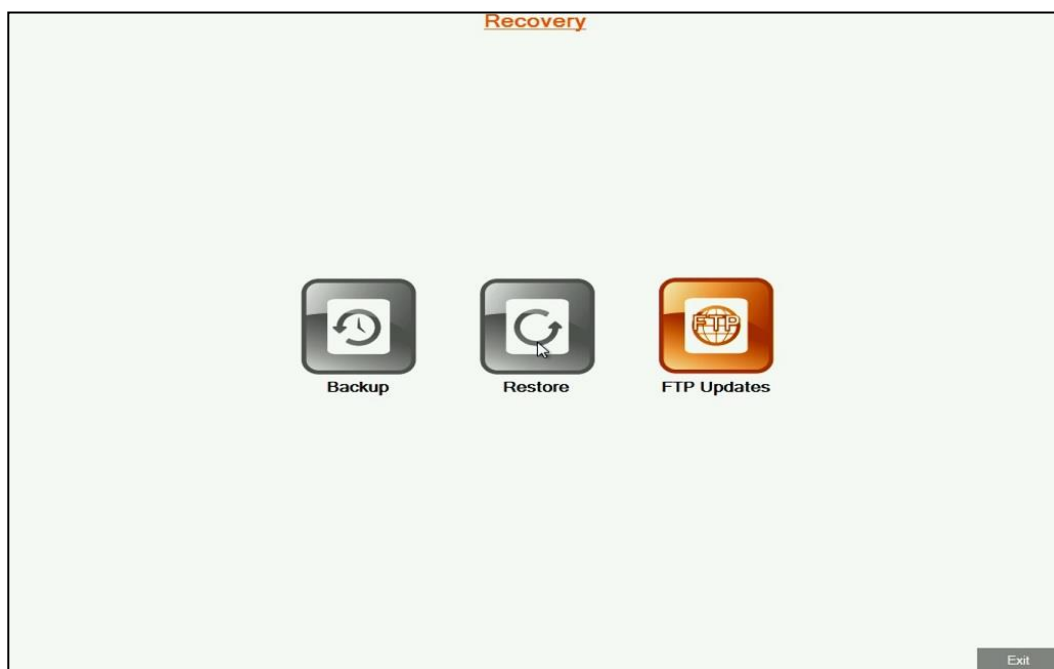 Recovery
FTP
Backup
Restore
FTP Updates
Exit